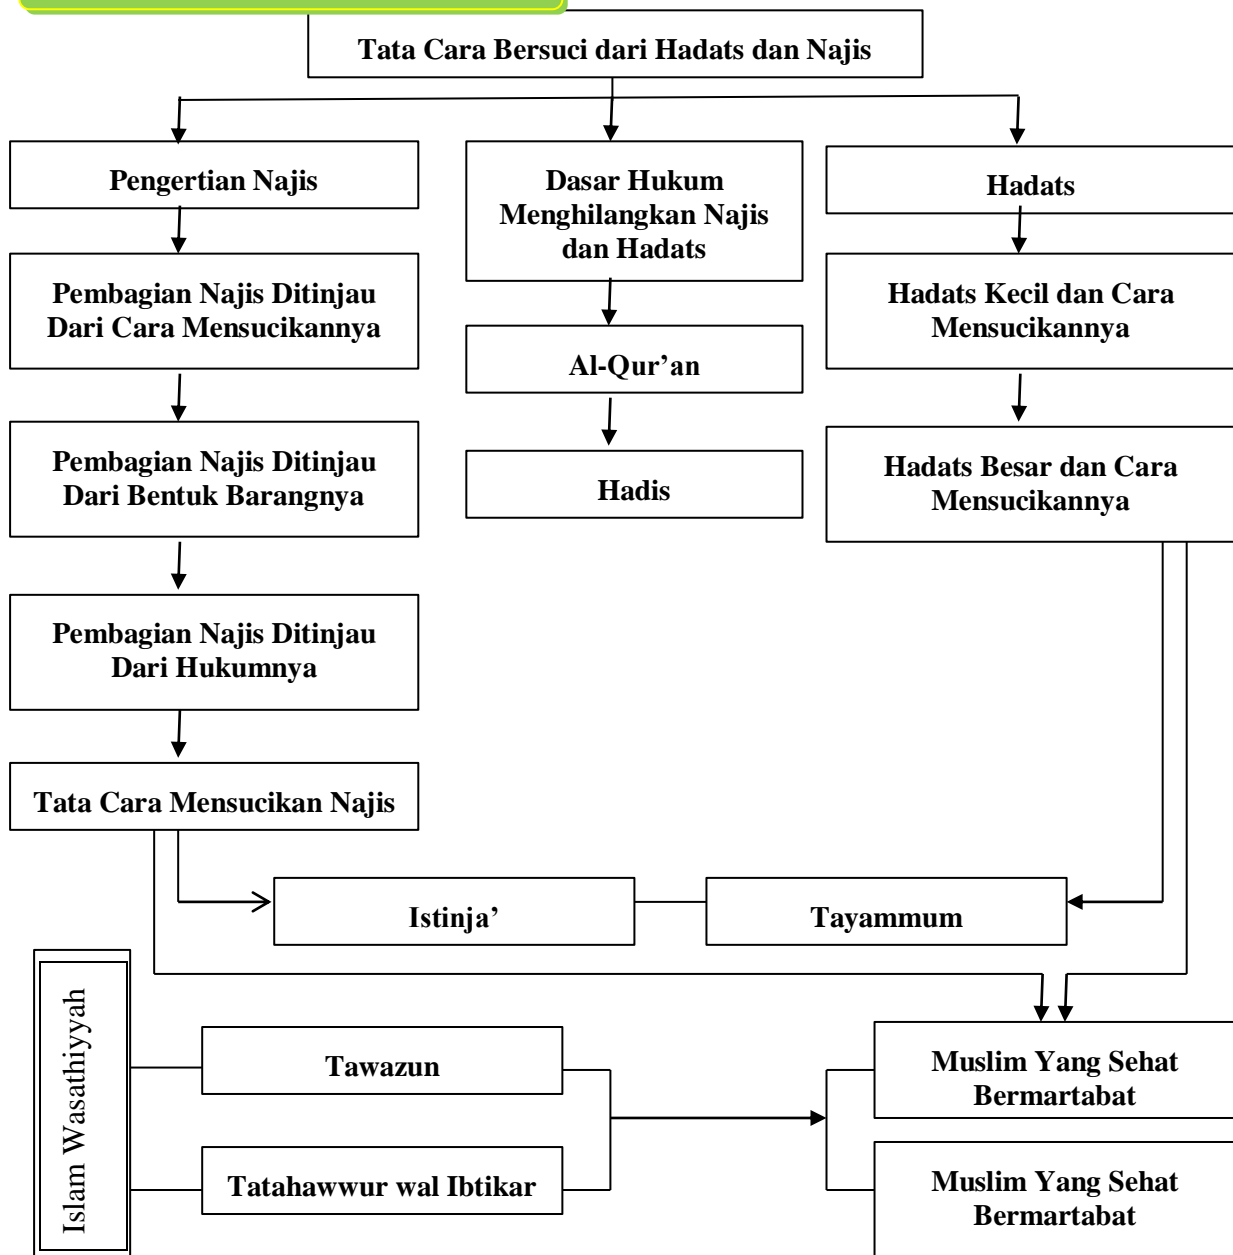 Tata Cara Bersuci dari Hadats dan Najis
Pengertian Najis
Dasar Hukum
Menghilangkan Najis
dan Hadats
Hadats
Pembagian Najis Ditinjau
Dari Cara Mensucikannya
Al-Qur’an
Hadats Kecil dan Cara
Mensucikannya
Pembagian Najis Ditinjau
Dari Bentuk Barangnya
Hadis
Hadats Besar dan Cara
Mensucikannya
Pembagian Najis Ditinjau
Dari Hukumnya
Tata Cara Mensucikan Najis
Istinja’
Tayammum
Islam Wasathiyyah
Tawazun
Muslim Yang Sehat
Bermartabat
Tatahawwur wal Ibtikar
Muslim Yang Sehat
Bermartabat